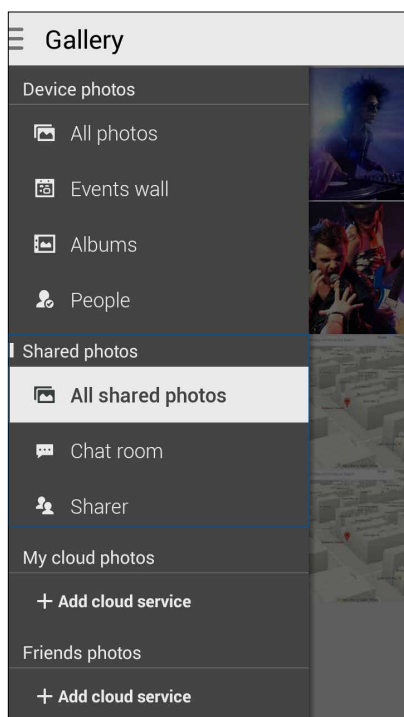 Gallery
Device photos
All photos
Events wall
Albums
People
Shared photos
All shared photos
Chat room
Sharer
My cloud photos
+ Add cloud service
Friends photos
+ Add cloud service